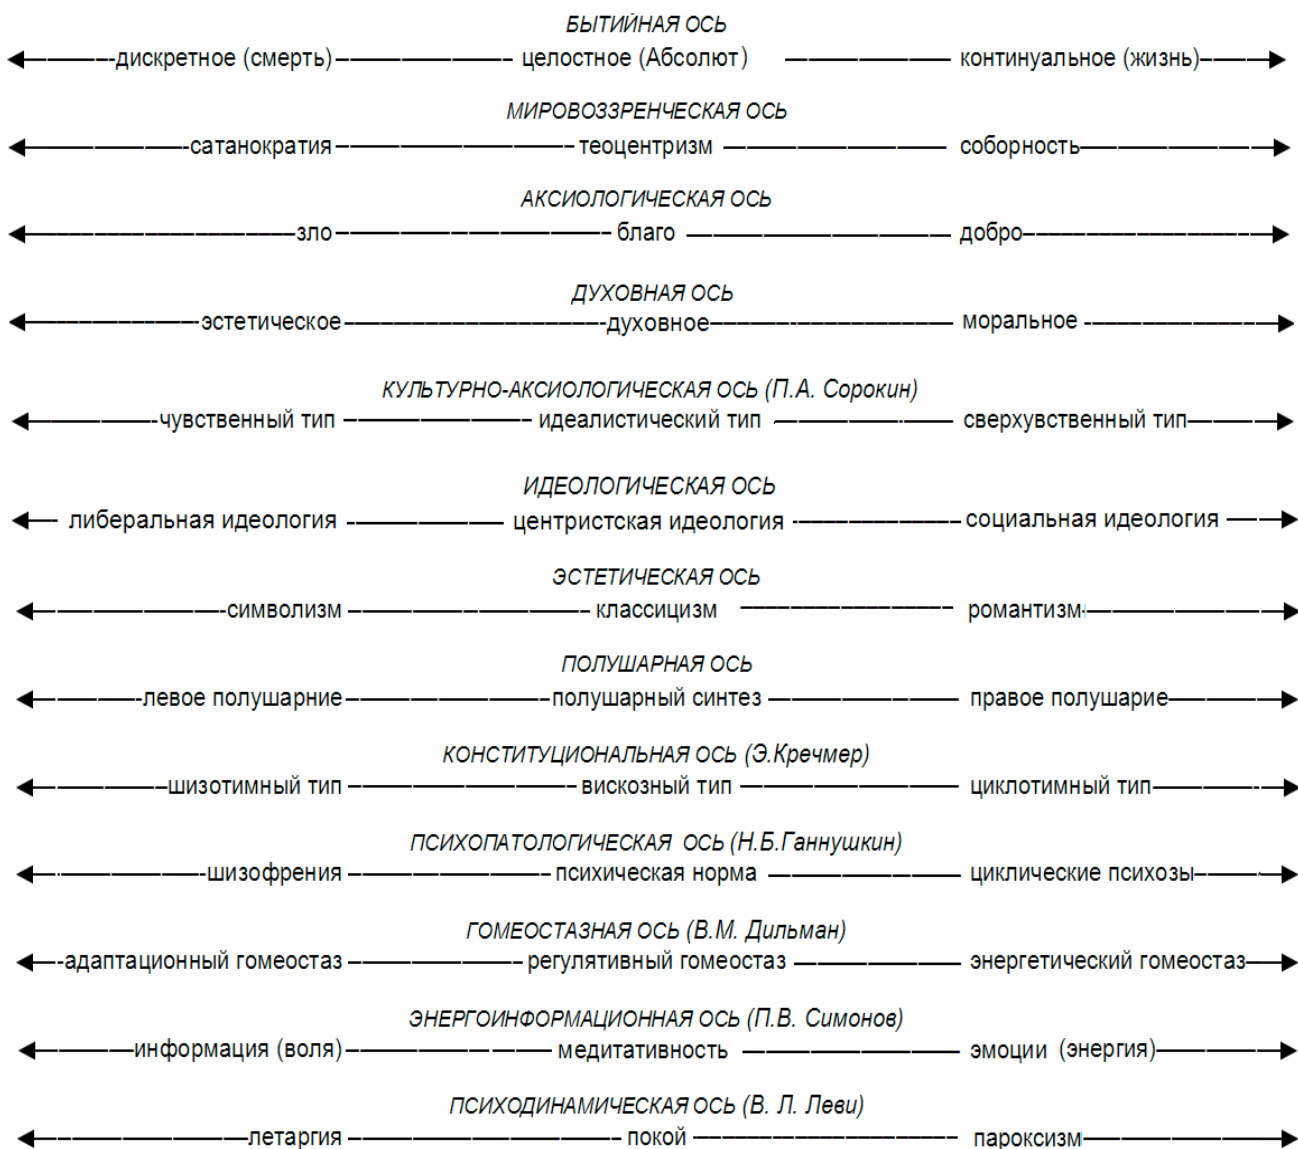 БЫТИЙНАЯ ОСЬ
дискретное (смерть) целостное (Абсолют) континуальное (жизнь)
МИРОВОЗЗРЕНЧЕСКАЯ ОСЬ
сатанократия теоцентризм соборность
АКСИОЛОГИЧЕСКАЯ ОСЬ
зло благо добро
ДУХОВНАЯ ОСЬ
эстетическое духовное моральное
КУЛЬТУРНО-АКСИОЛОГИЧЕСКАЯ ОСЬ (П.А. Сорокин)
чувственный тип идеалистический тип сверхувственный тип
ИДЕОЛОГИЧЕСКАЯ ОСЬ
либеральная идеология центристская идеология социальная идеология
ЭСТЕТИЧЕСКАЯ ОСЬ
символизм классицизм романтизм
ПОЛУШАРНАЯ ОСЬ
левое полушарние полушарный синтез правое полушарие
КОНСТИТУЦИОНАЛЬНАЯ ОСЬ (Э.Кречмер)
шизотимный тип вискозный тип циклотимный тип
ПСИХОПАТОЛОГИЧЕСКАЯ ОСЬ (Н.Б.Ганнушкин)
шизофрения психическая норма циклические психозы
ГОМЕОСТАЗНАЯ ОСЬ (В.М. Дильман)
адаптационный гомеостаз регулятивный гомеостаз энергетический гомеостаз
ЭНЕРГОИНФОРМАЦИОННАЯ ОСЬ (П.В. Симонов)
информация (воля) медитативность эмоции (энергия)
ПСИХОДИНАМИЧЕСКАЯ ОСЬ (В. Л. Леви)
летаргия покой пароксизм